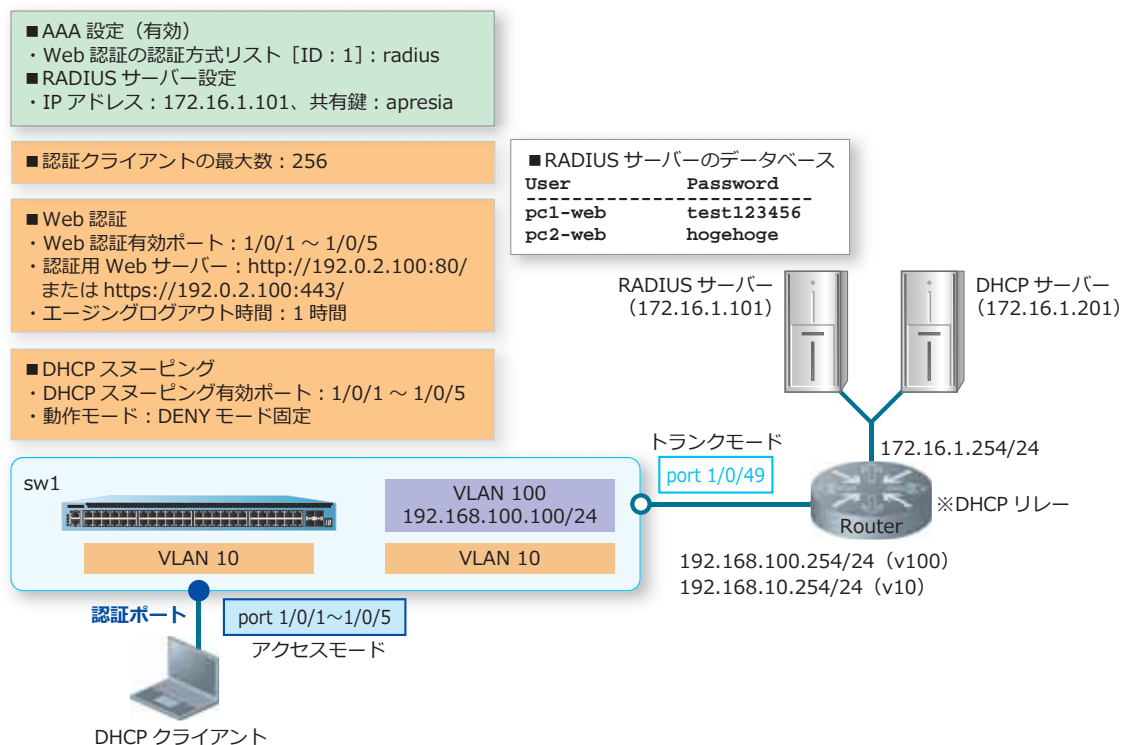 ■AAA 設定（有効）
・Web 認証の認証方式リスト［ID：1］：radius
■RADIUS サーバー設定
・IP アドレス：172.16.1.101、共有鍵：apresia
■認証クライアントの最大数：256
■Web 認証
・Web 認証有効ポート：1/0/1 ～ 1/0/5
・認証用 Web サーバー：http://192.0.2.100:80/
または https://192.0.2.100:443/
・エージングログアウト時間：1 時間
■DHCP スヌーピング
・DHCP スヌーピング有効ポート：1/0/1 ～ 1/0/5
・動作モード：DENY モード固定
■RADIUS サーバーのデータベース
User Password
--------------------------
pc1-web test123456
pc2-web hogehoge
RADIUS サーバー
（172.16.1.101）
DHCP サーバー
（172.16.1.201）
172.16.1.254/24
トランクモード
port 1/0/49
※DHCP リレー
Router
192.168.100.254/24（v100）
192.168.10.254/24（v10）
sw1
VLAN 100
192.168.100.100/24
VLAN 10
VLAN 10
認証ポート
port 1/0/1～1/0/5
アクセスモード
DHCP クライアント